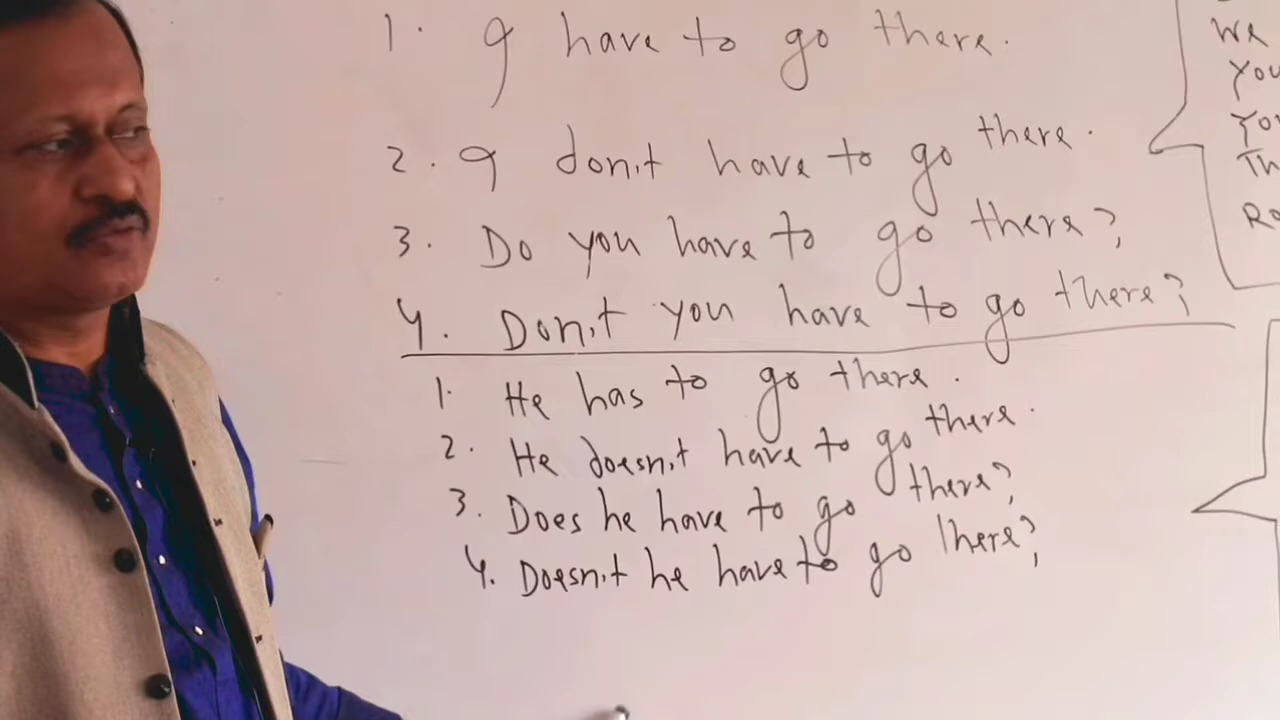 1. I have to go there.
2. I don't have to go there.
3. Do you have to go there?
4. Don't you have to go there?
1. He has to go there.
2. He doesn't have to go there.
3. Does he have to go there?
4. Doesn't he have to go there?
We
You